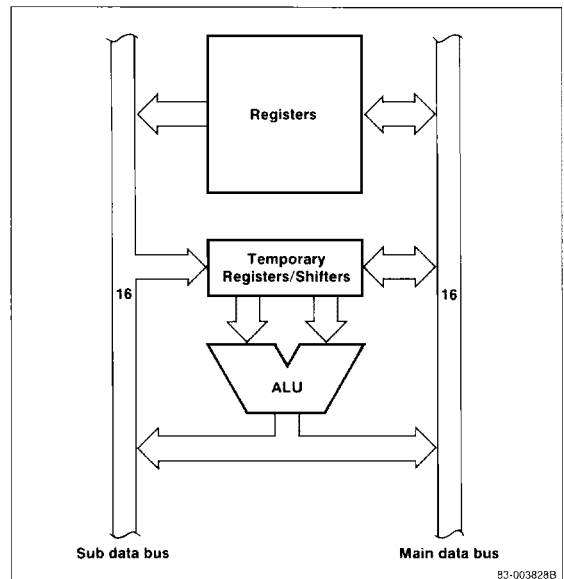 Registers
Temporary
Registers/Shifters
16
16
ALU
Sub data bus
Main data bus
83-003828B